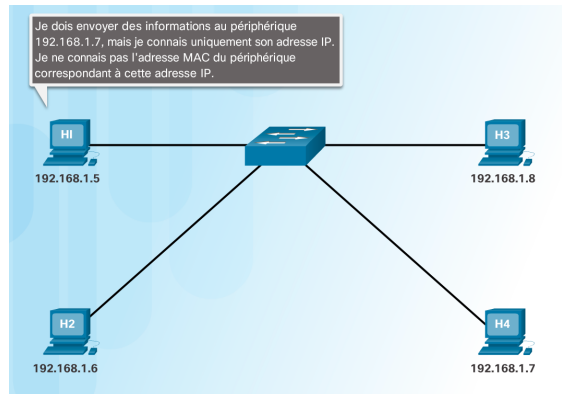 Je dois envoyer des informations au périphérique
192.168.1.7, mais je connais uniquement son adresse IP.
Je ne connais pas l'adresse MAC du périphérique
correspondant à cette adresse IP.
HI
H3
192.168.1.5
192.168.1.8
H2
H4
192.168.1.6
192.168.1.7